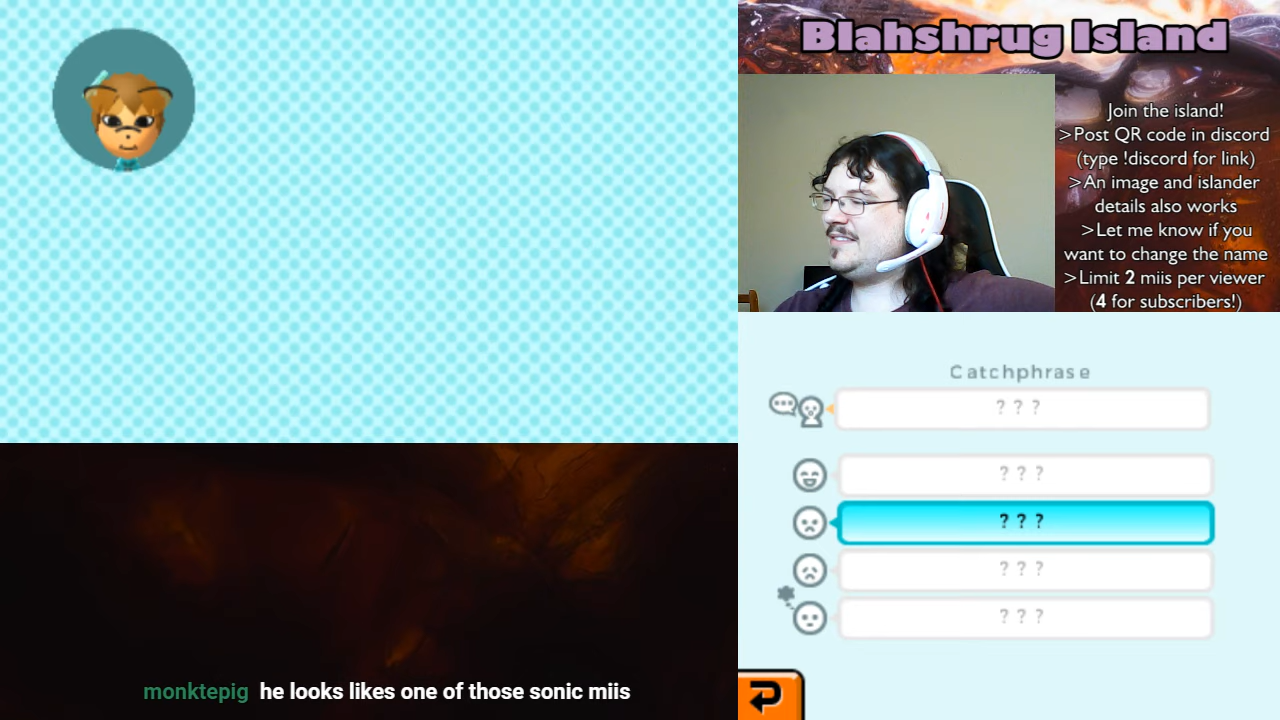 Blahshrug Island
Join the island!
>Post QR code in discord
(type !discord for link)
>An image and islander
details also works
>Let me know if you
want to change the name
>Limit 2 miis per viewer
(4 for subscribers!)
Catchphrase
? ? ?
? ? ?
? ? ?
? ? ?
? ? ?
monktepig he looks likes one of those sonic miis